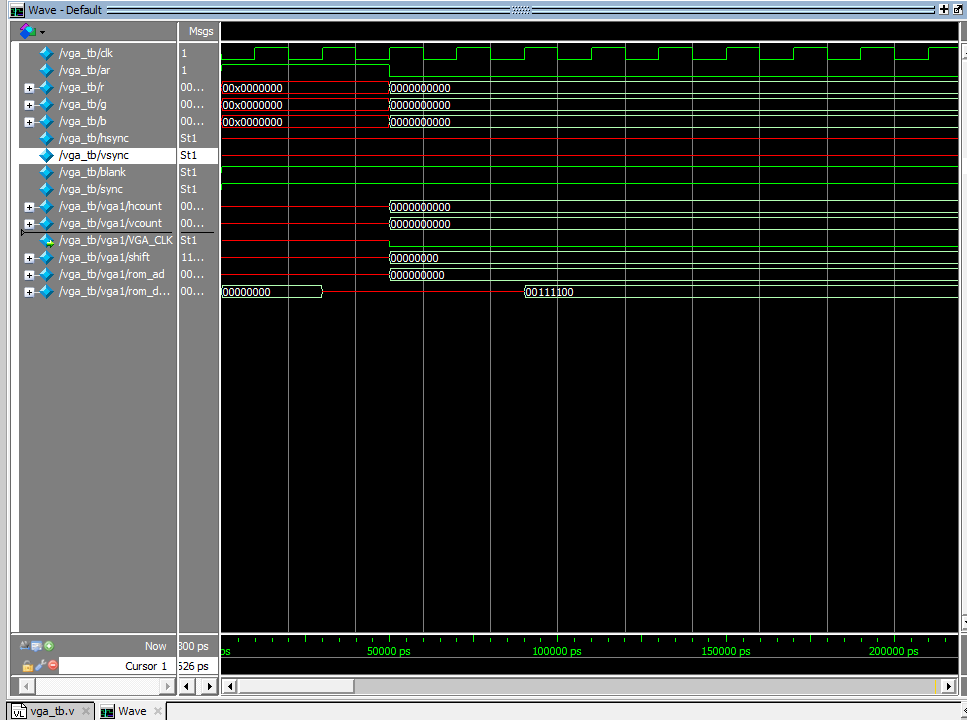 Wave - Default
Msgs
/vga_tb/clk 1
/vga_tb/ar 1
/vga_tb/r 00... 00x0000000 0000000000
/vga_tb/g 00... 00x0000000 0000000000
/vga_tb/b 00... 00x0000000 0000000000
/vga_tb/hsync St1
/vga_tb/vsync St1
/vga_tb/blank St1
/vga_tb/sync St1
/vga_tb/vga1/hcount 00... 0000000000
/vga_tb/vga1/vcount 00... 0000000000
/vga_tb/vga1/VGA_CLK St1
/vga_tb/vga1/shift 11... 00000000
/vga_tb/vga1/rom_ad 00... 000000000
/vga_tb/vga1/rom_d... 00... 00000000 00111100
Now 300 ps ps 50000 ps 100000 ps 150000 ps 200000 ps
Cursor 1 526 ps
vga_tb.v Wave